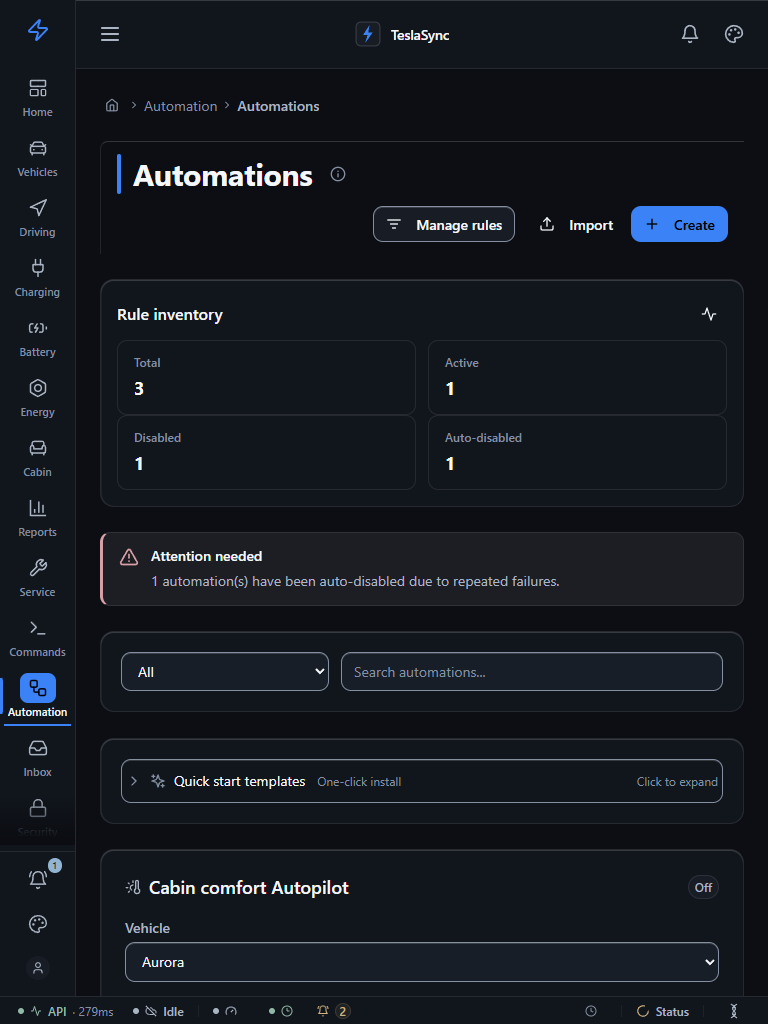 TeslaSync
Home
Vehicles
Driving
Charging
Battery
Energy
Cabin
Reports
Service
Commands
Automation
Inbox
Security
1
Automation > Automations
Automations
Manage rules
Import
+ Create
Rule inventory
Total
3
Active
1
Disabled
1
Auto-disabled
1
Attention needed
1 automation(s) have been auto-disabled due to repeated failures.
All
Search automations...
Quick start templates One-click install Click to expand
Cabin comfort Autopilot
Off
Vehicle
Aurora
API · 279ms
Idle
2
Status